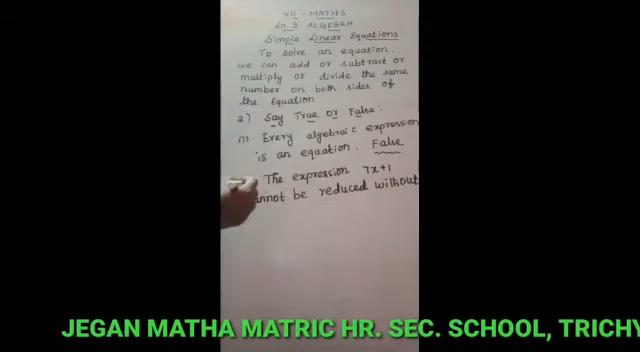 VII - MATHS
Ln. 3 ALGEBRA
Simple Linear Equations
To solve an equation,
we can add or subtract or
multiply or divide the same
number on both sides of
the Equation
2) Say True or False:
(i) Every algebraic expression
is an equation. False
The expression 7x+1
cannot be reduced without
JEGAN MATHA MATRIC HR. SEC. SCHOOL, TRICHY